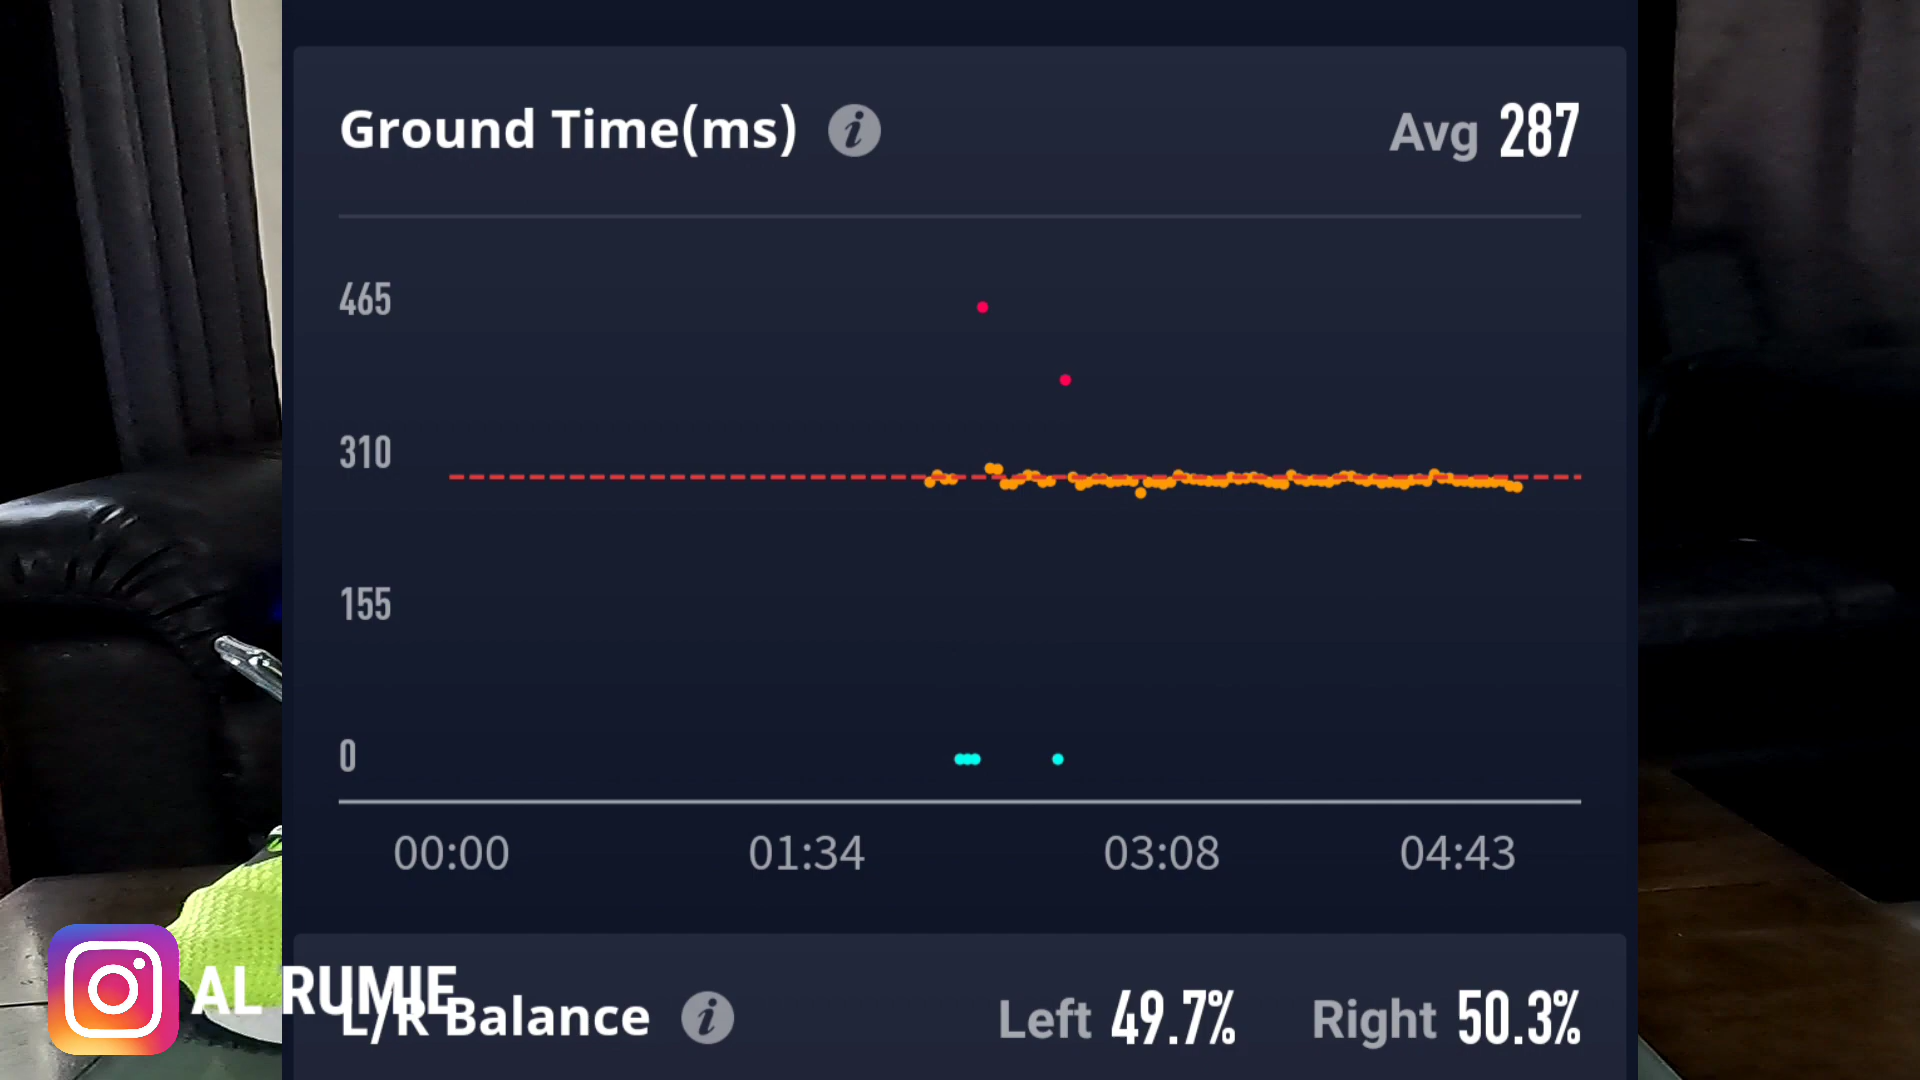 Ground Time(ms) i Avg 287
465
310
155
0
00:00 01:34 03:08 04:43
AL RUMIE
L/R Balance i Left 49.7% Right 50.3%